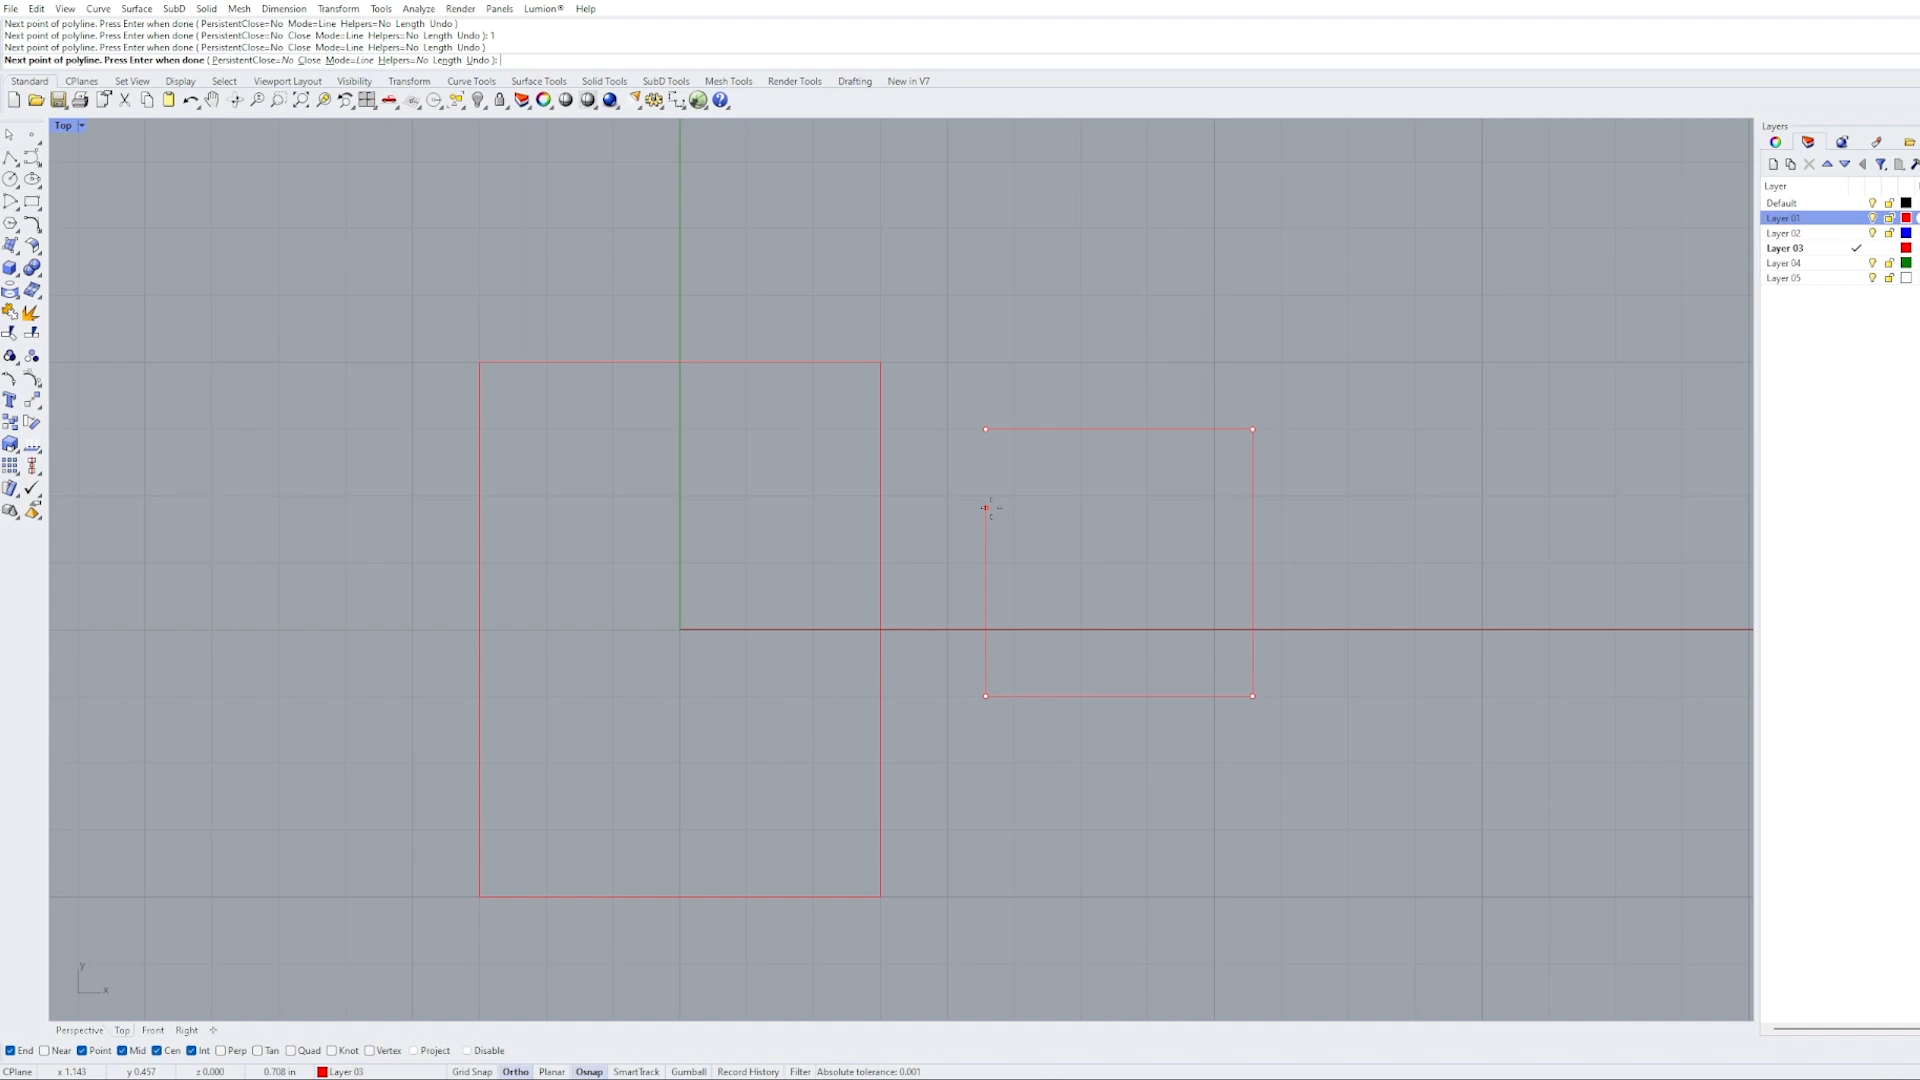 File Edit View Curve Surface SubD Solid Mesh Dimension Transform Tools Analyze Render Panels Lumion® Help
Next point of polyline. Press Enter when done ( PersistentClose=No Mode=Line Helpers=No Length Undo )
Next point of polyline. Press Enter when done ( PersistentClose=No Close Mode=Line Helpers=No Length Undo ): 1
Next point of polyline. Press Enter when done ( PersistentClose=No Close Mode=Line Helpers=No Length Undo )
Next point of polyline. Press Enter when done ( PersistentClose=No Close Mode=Line Helpers=No Length Undo ):
Standard CPlanes Set View Display Select Viewport Layout Visibility Transform Curve Tools Surface Tools Solid Tools SubD Tools Mesh Tools Render Tools Drafting New in V7
Top
Layers
Layer
Default
Layer 01
Layer 02
Layer 03
Layer 04
Layer 05
y
x
Perspective Top Front Right
End Near Point Mid Cen Int Perp Tan Quad Knot Vertex Project Disable
CPlane x 1.143 y 0.457 z 0.000 0.708 in Layer 03 Grid Snap Ortho Planar Osnap SmartTrack Gumball Record History Filter Absolute tolerance: 0.001